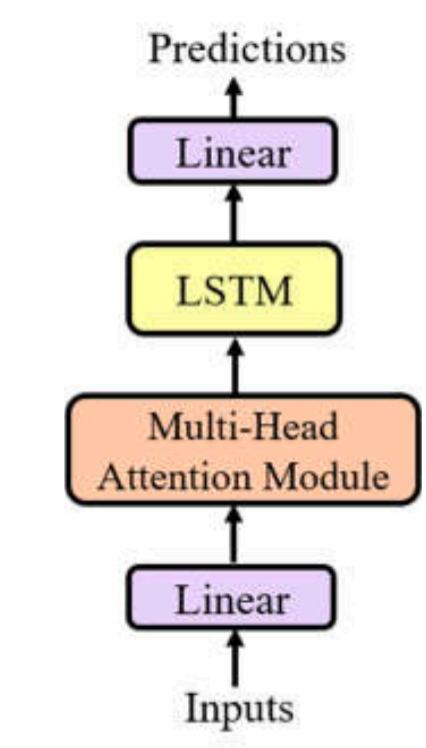 Predictions
Linear
LSTM
Multi-Head
Attention Module
Linear
Inputs